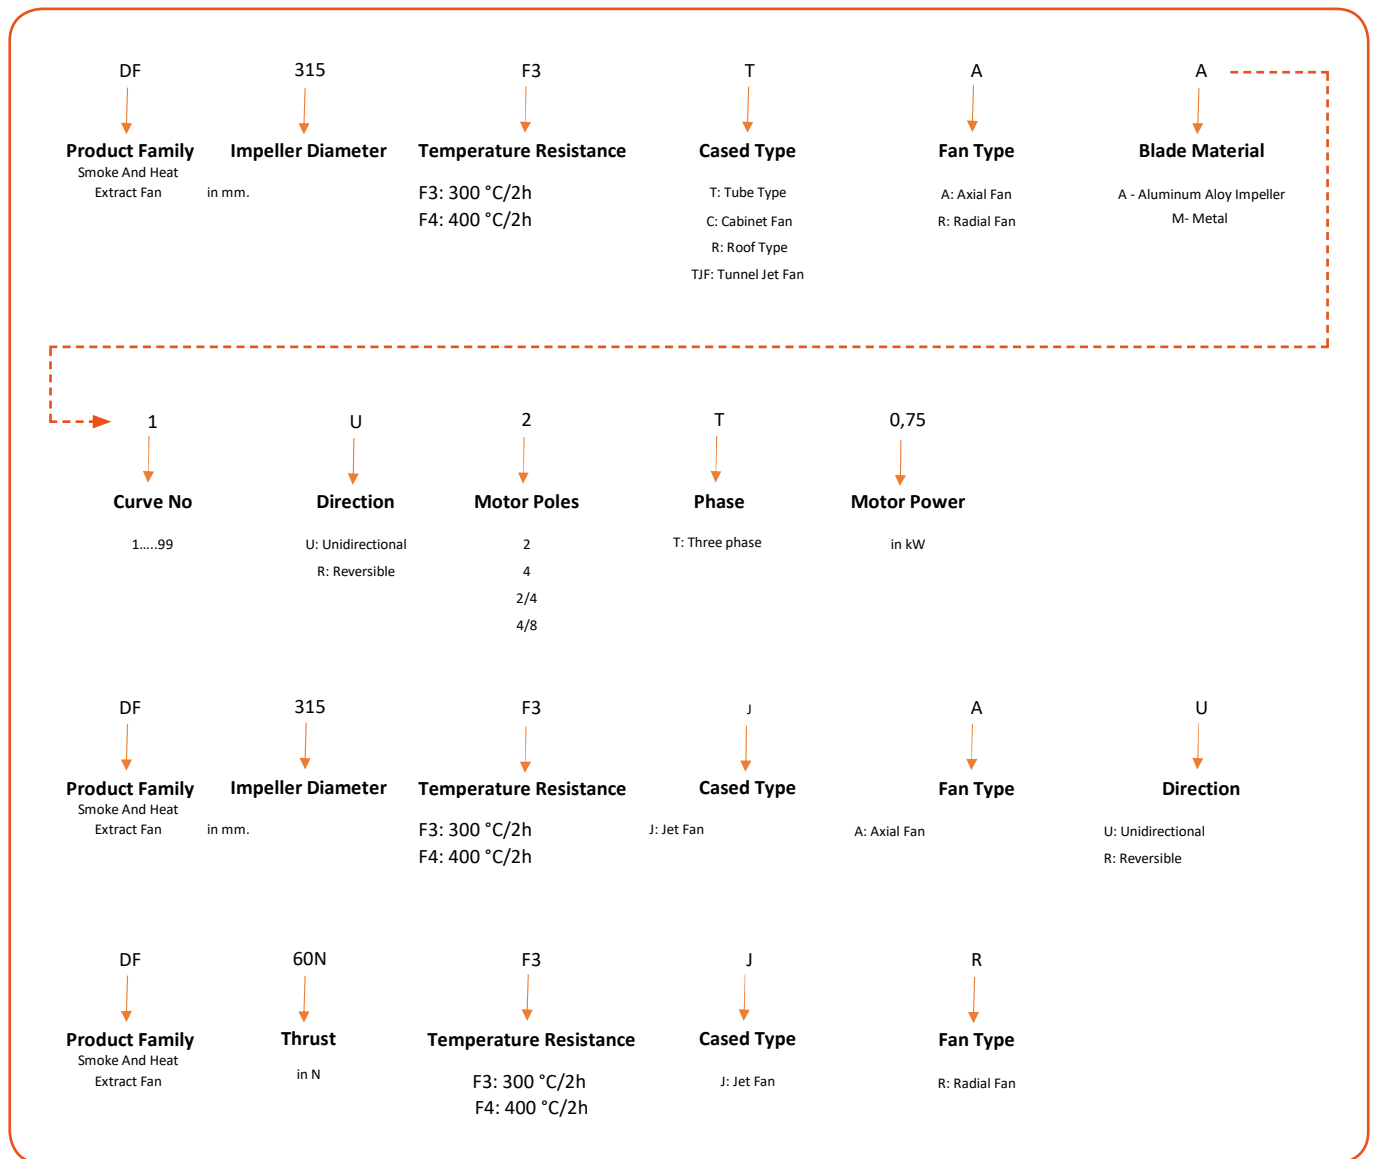 DF 315 F3 T A A
Product Family Impeller Diameter Temperature Resistance Cased Type Fan Type Blade Material
Smoke And Heat
Extract Fan in mm. F3: 300 °C/2h T: Tube Type A: Axial Fan A - Aluminum Aloy Impeller
F4: 400 °C/2h C: Cabinet Fan R: Radial Fan M- Metal
R: Roof Type
TJF: Tunnel Jet Fan
1 U 2 T 0,75
Curve No Direction Motor Poles Phase Motor Power
1.....99 U: Unidirectional 2 T: Three phase in kW
R: Reversible 4
2/4
4/8
DF 315 F3 J A U
Product Family Impeller Diameter Temperature Resistance Cased Type Fan Type Direction
Smoke And Heat
Extract Fan in mm. F3: 300 °C/2h J: Jet Fan A: Axial Fan U: Unidirectional
F4: 400 °C/2h R: Reversible
DF 60N F3 J R
Product Family Thrust Temperature Resistance Cased Type Fan Type
Smoke And Heat
Extract Fan in N F3: 300 °C/2h J: Jet Fan R: Radial Fan
F4: 400 °C/2h